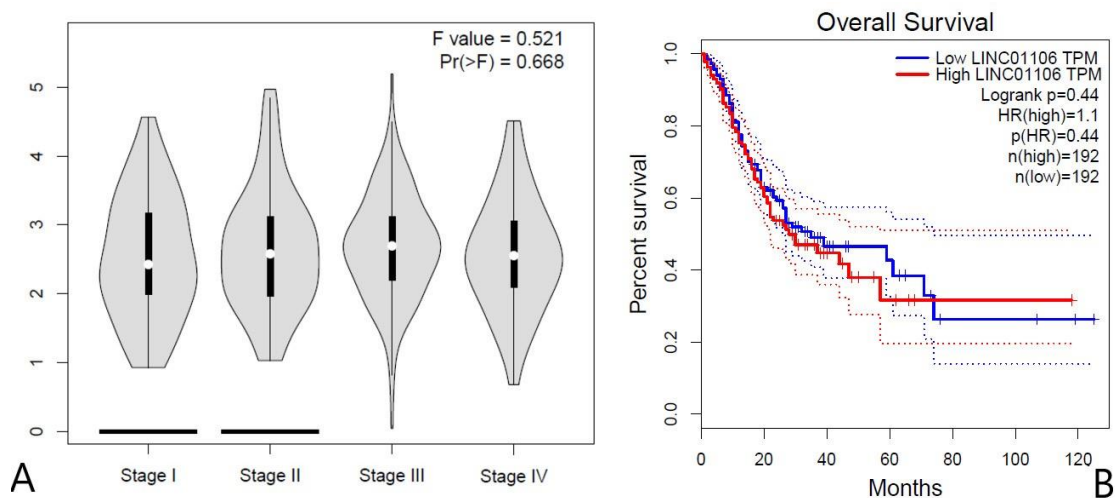 F value = 0.521
Pr(>F) = 0.668
5
4
3
2
1
0
Stage I
Stage II
Stage III
Stage IV
A
Overall Survival
Low LINC01106 TPM
High LINC01106 TPM
Logrank p=0.44
HR(high)=1.1
p(HR)=0.44
n(high)=192
n(low)=192
Percent survival
1.0
0.8
0.6
0.4
0.2
0.0
0
20
40
60
80
100
120
Months
B